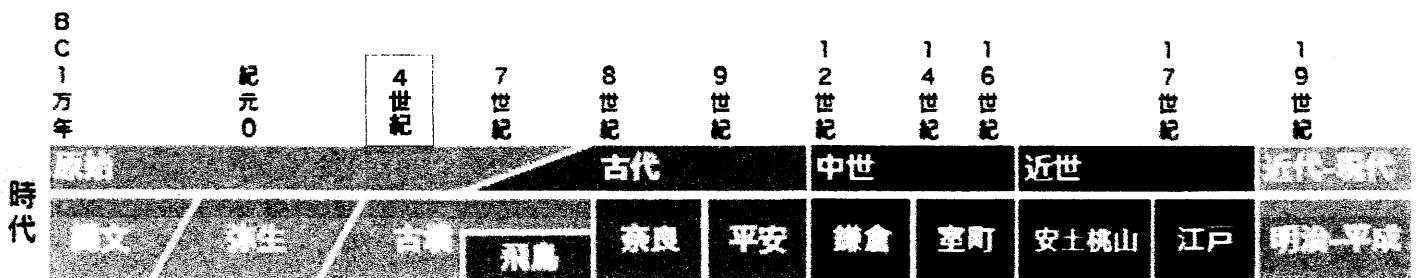 BC1万年
紀元0
4世紀
7世紀
8世紀
9世紀
12世紀
14世紀
16世紀
17世紀
19世紀
時代
原始
古代
中世
近世
近代-現代
縄文
弥生
古墳
飛鳥
奈良
平安
鎌倉
室町
安土桃山
江戸
明治-平成